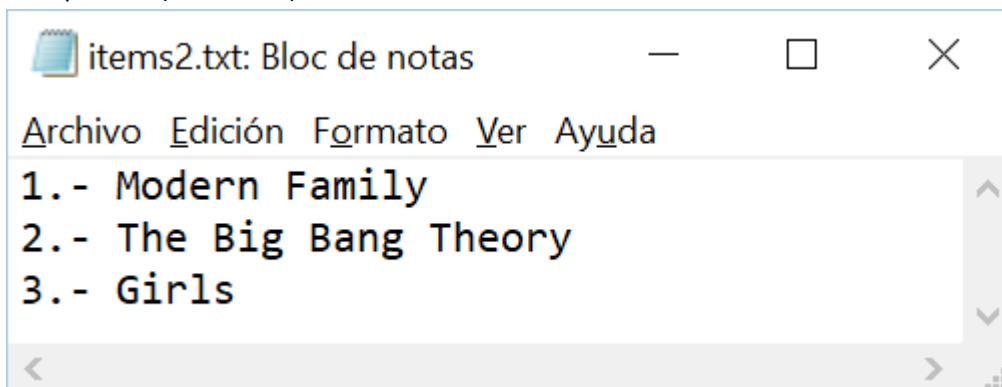 items2.txt: Bloc de notas
Archivo Edición Formato Ver Ayuda
1.- Modern Family
2.- The Big Bang Theory
3.- Girls